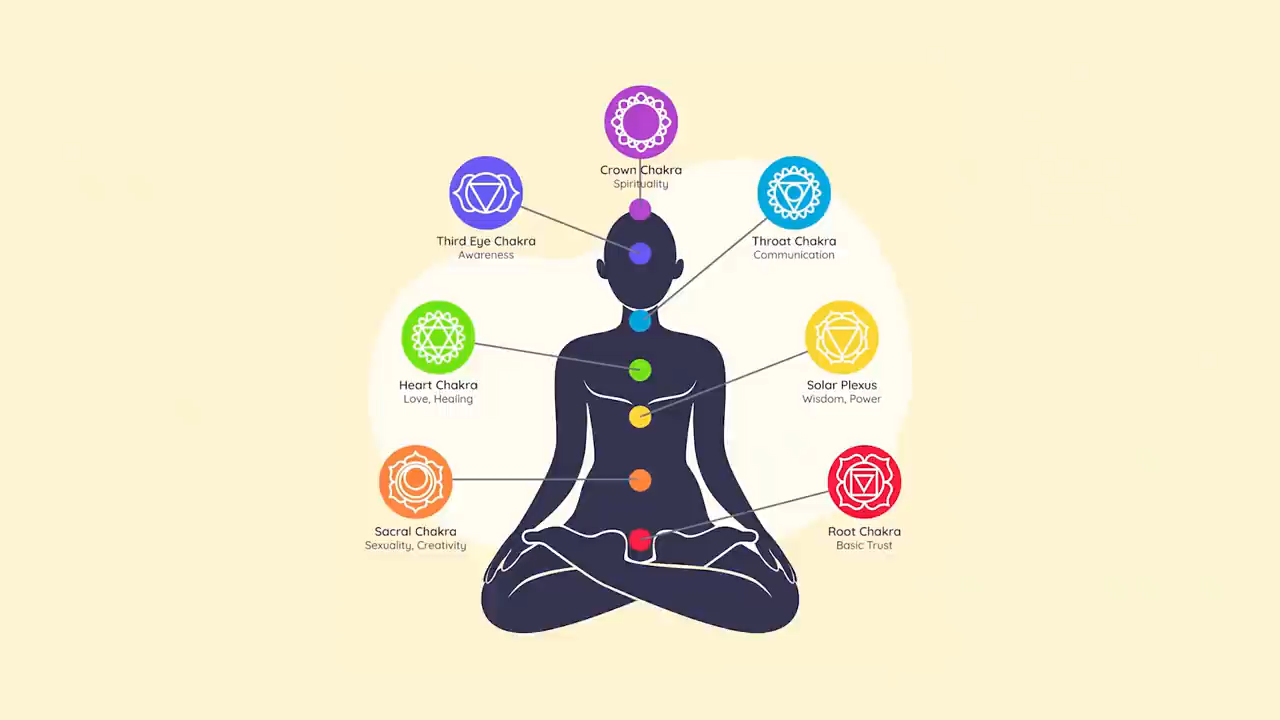 Crown Chakra
Spirituality
Third Eye Chakra
Awareness
Throat Chakra
Communication
Heart Chakra
Love, Healing
Solar Plexus
Wisdom, Power
Sacral Chakra
Sexuality, Creativity
Root Chakra
Basic Trust